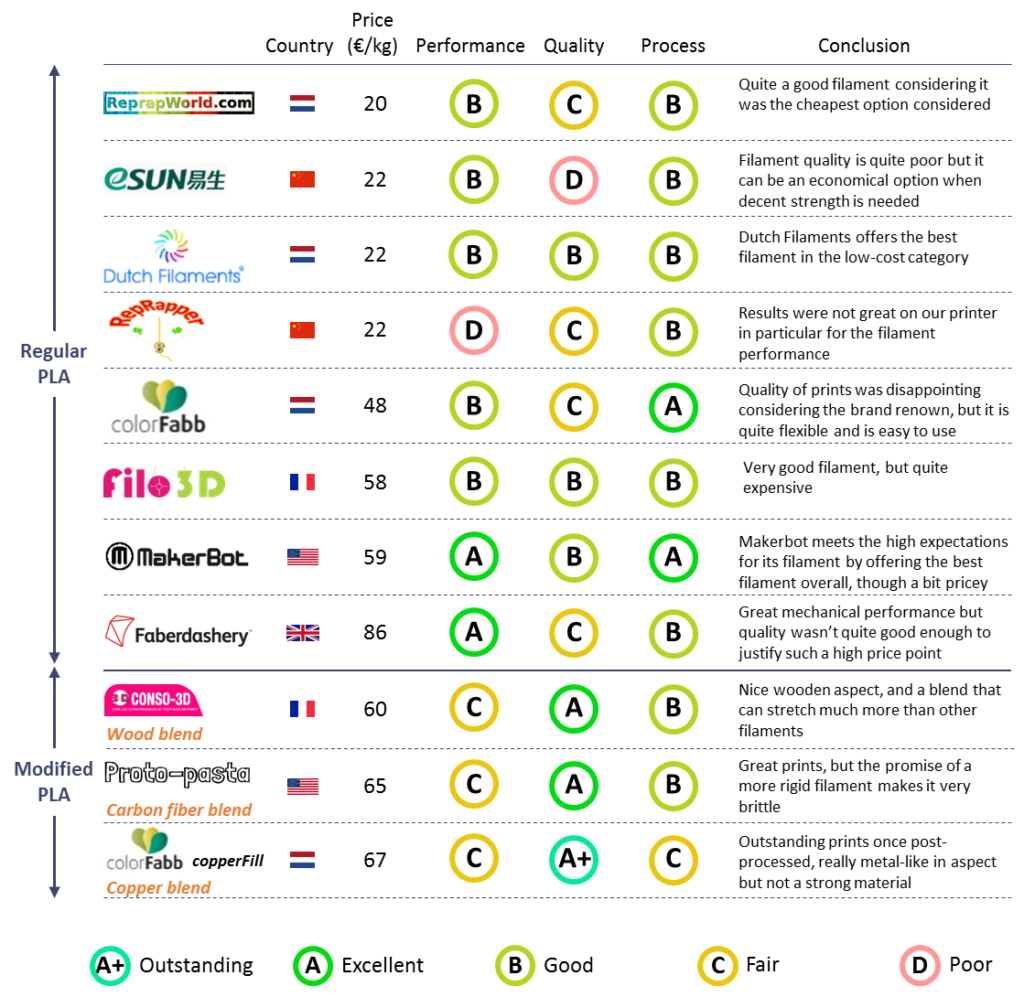 Country Price (€/kg) Performance Quality Process Conclusion
Regular PLA
ReprapWorld.com 20 B C B
Quite a good filament considering it
was the cheapest option considered
eSUN易生 22 B D B
Filament quality is quite poor but it
can be an economical option when
decent strength is needed
Dutch Filaments® 22 B B B
Dutch Filaments offers the best
filament in the low-cost category
RepRapper 22 D C B
Results were not great on our printer
in particular for the filament
performance
colorFabb 48 B C A
Quality of prints was disappointing
considering the brand renown, but it is
quite flexible and is easy to use
filo3D 58 B B B
Very good filament, but quite
expensive
MakerBot 59 A B A
Makerbot meets the high expectations
for its filament by offering the best
filament overall, though a bit pricey
Faberdashery 86 A C B
Great mechanical performance but
quality wasn't quite good enough to
justify such a high price point
Modified PLA
3D CONSO-3D 60 C A B
Wood blend
Nice wooden aspect, and a blend that
can stretch much more than other
filaments
Proto-pasta 65 C A B
Carbon fiber blend
Great prints, but the promise of a
more rigid filament makes it very
brittle
colorFabb copperFill 67 C A+ C
Copper blend
Outstanding prints once post-
processed, really metal-like in aspect
but not a strong material
A+ Outstanding A Excellent B Good C Fair D Poor